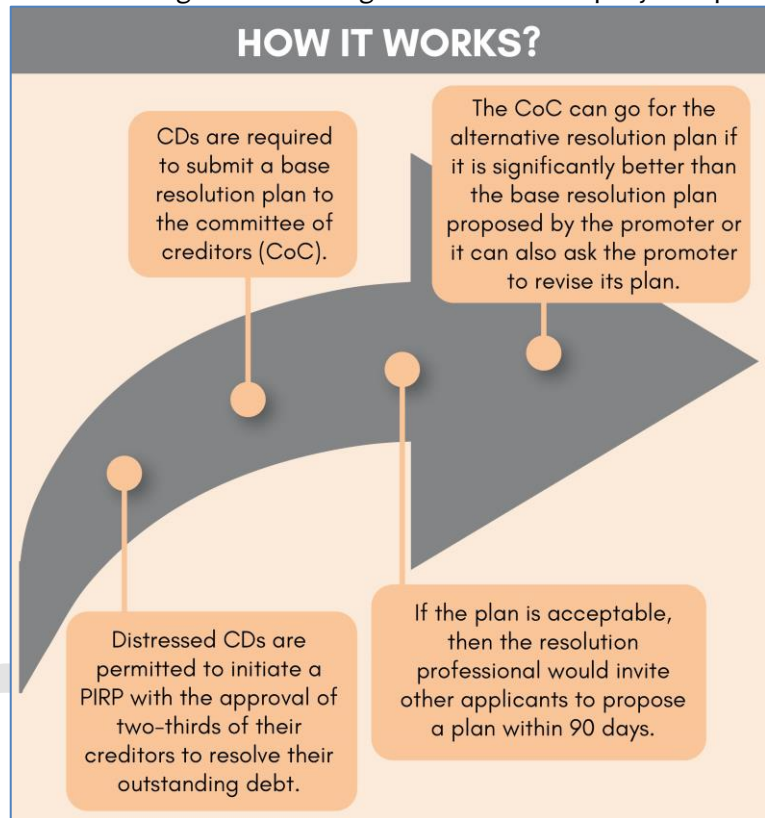 HOW IT WORKS?
Distressed CDs are
permitted to initiate a
PIRP with the approval of
two-thirds of their
creditors to resolve their
outstanding debt.
CDs are required
to submit a base
resolution plan to
the committee of
creditors (CoC).
If the plan is acceptable,
then the resolution
professional would invite
other applicants to propose
a plan within 90 days.
The CoC can go for the
alternative resolution plan if
it is significantly better than
the base resolution plan
proposed by the promoter or
it can also ask the promoter
to revise its plan.